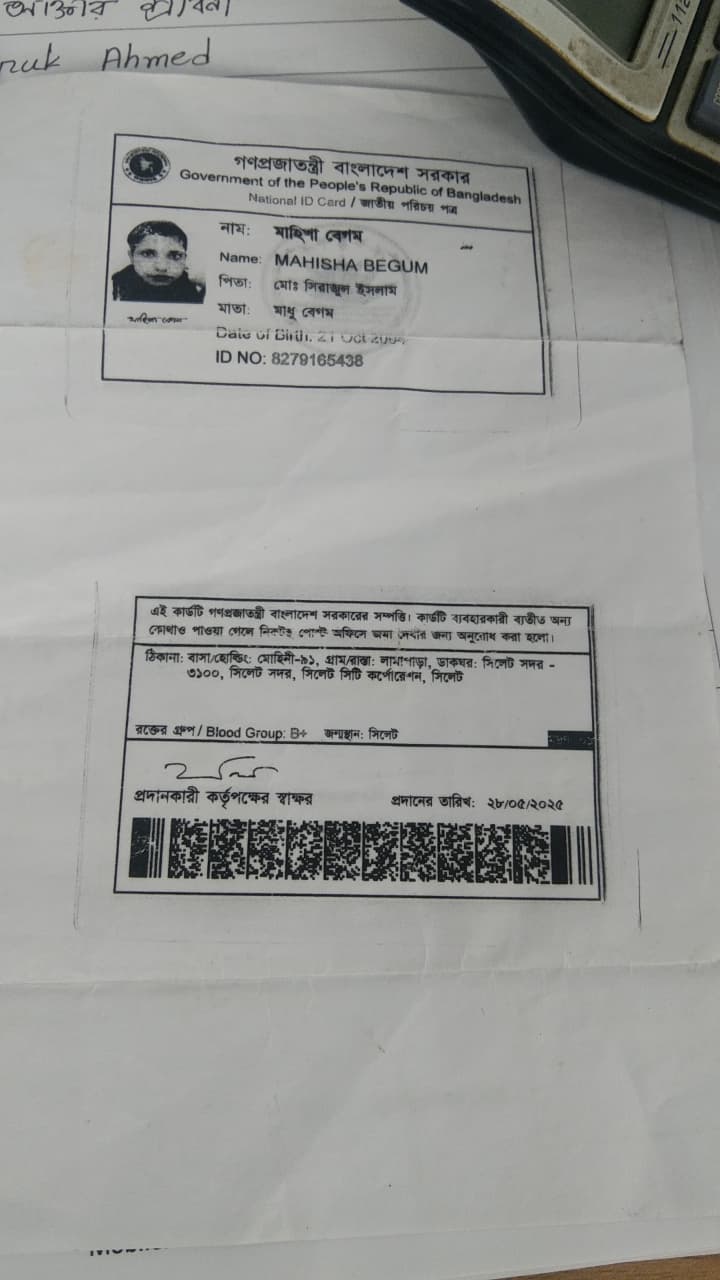 আক্তার
ruk Ahmed
গণপ্রজাতন্ত্রী বাংলাদেশ সরকার
Government of the People's Republic of Bangladesh
National ID Card / জাতীয় পরিচয় পত্র
নাম: মাহিশা বেগম
Name: MAHISHA BEGUM
পিতা: মোঃ সিরাজুল ইসলাম
মাতা: মাধু বেগম
Date of Birth: 21 Oct
ID NO: 8279165438
এই কার্ডটি গণপ্রজাতন্ত্রী বাংলাদেশ সরকারের সম্পত্তি। কার্ডটি ব্যবহারকারী ব্যতীত অন্য
কোথাও পাওয়া গেলে নিকটস্থ পোস্ট অফিসে জমা দেবার জন্য অনুরোধ করা হলো।
ঠিকানা: বাসা/হোল্ডিং: মোহিনী-৯১, গ্রাম/রাস্তা: লামাপাড়া, ডাকঘর: সিলেট সদর -
৩১০০, সিলেট সদর, সিলেট সিটি কর্পোরেশন, সিলেট
রক্তের গ্রুপ / Blood Group: B+ জন্মস্থান: সিলেট
প্রদানকারী কর্তৃপক্ষের স্বাক্ষর প্রদানের তারিখ: ২৮/০৫/২০২৫